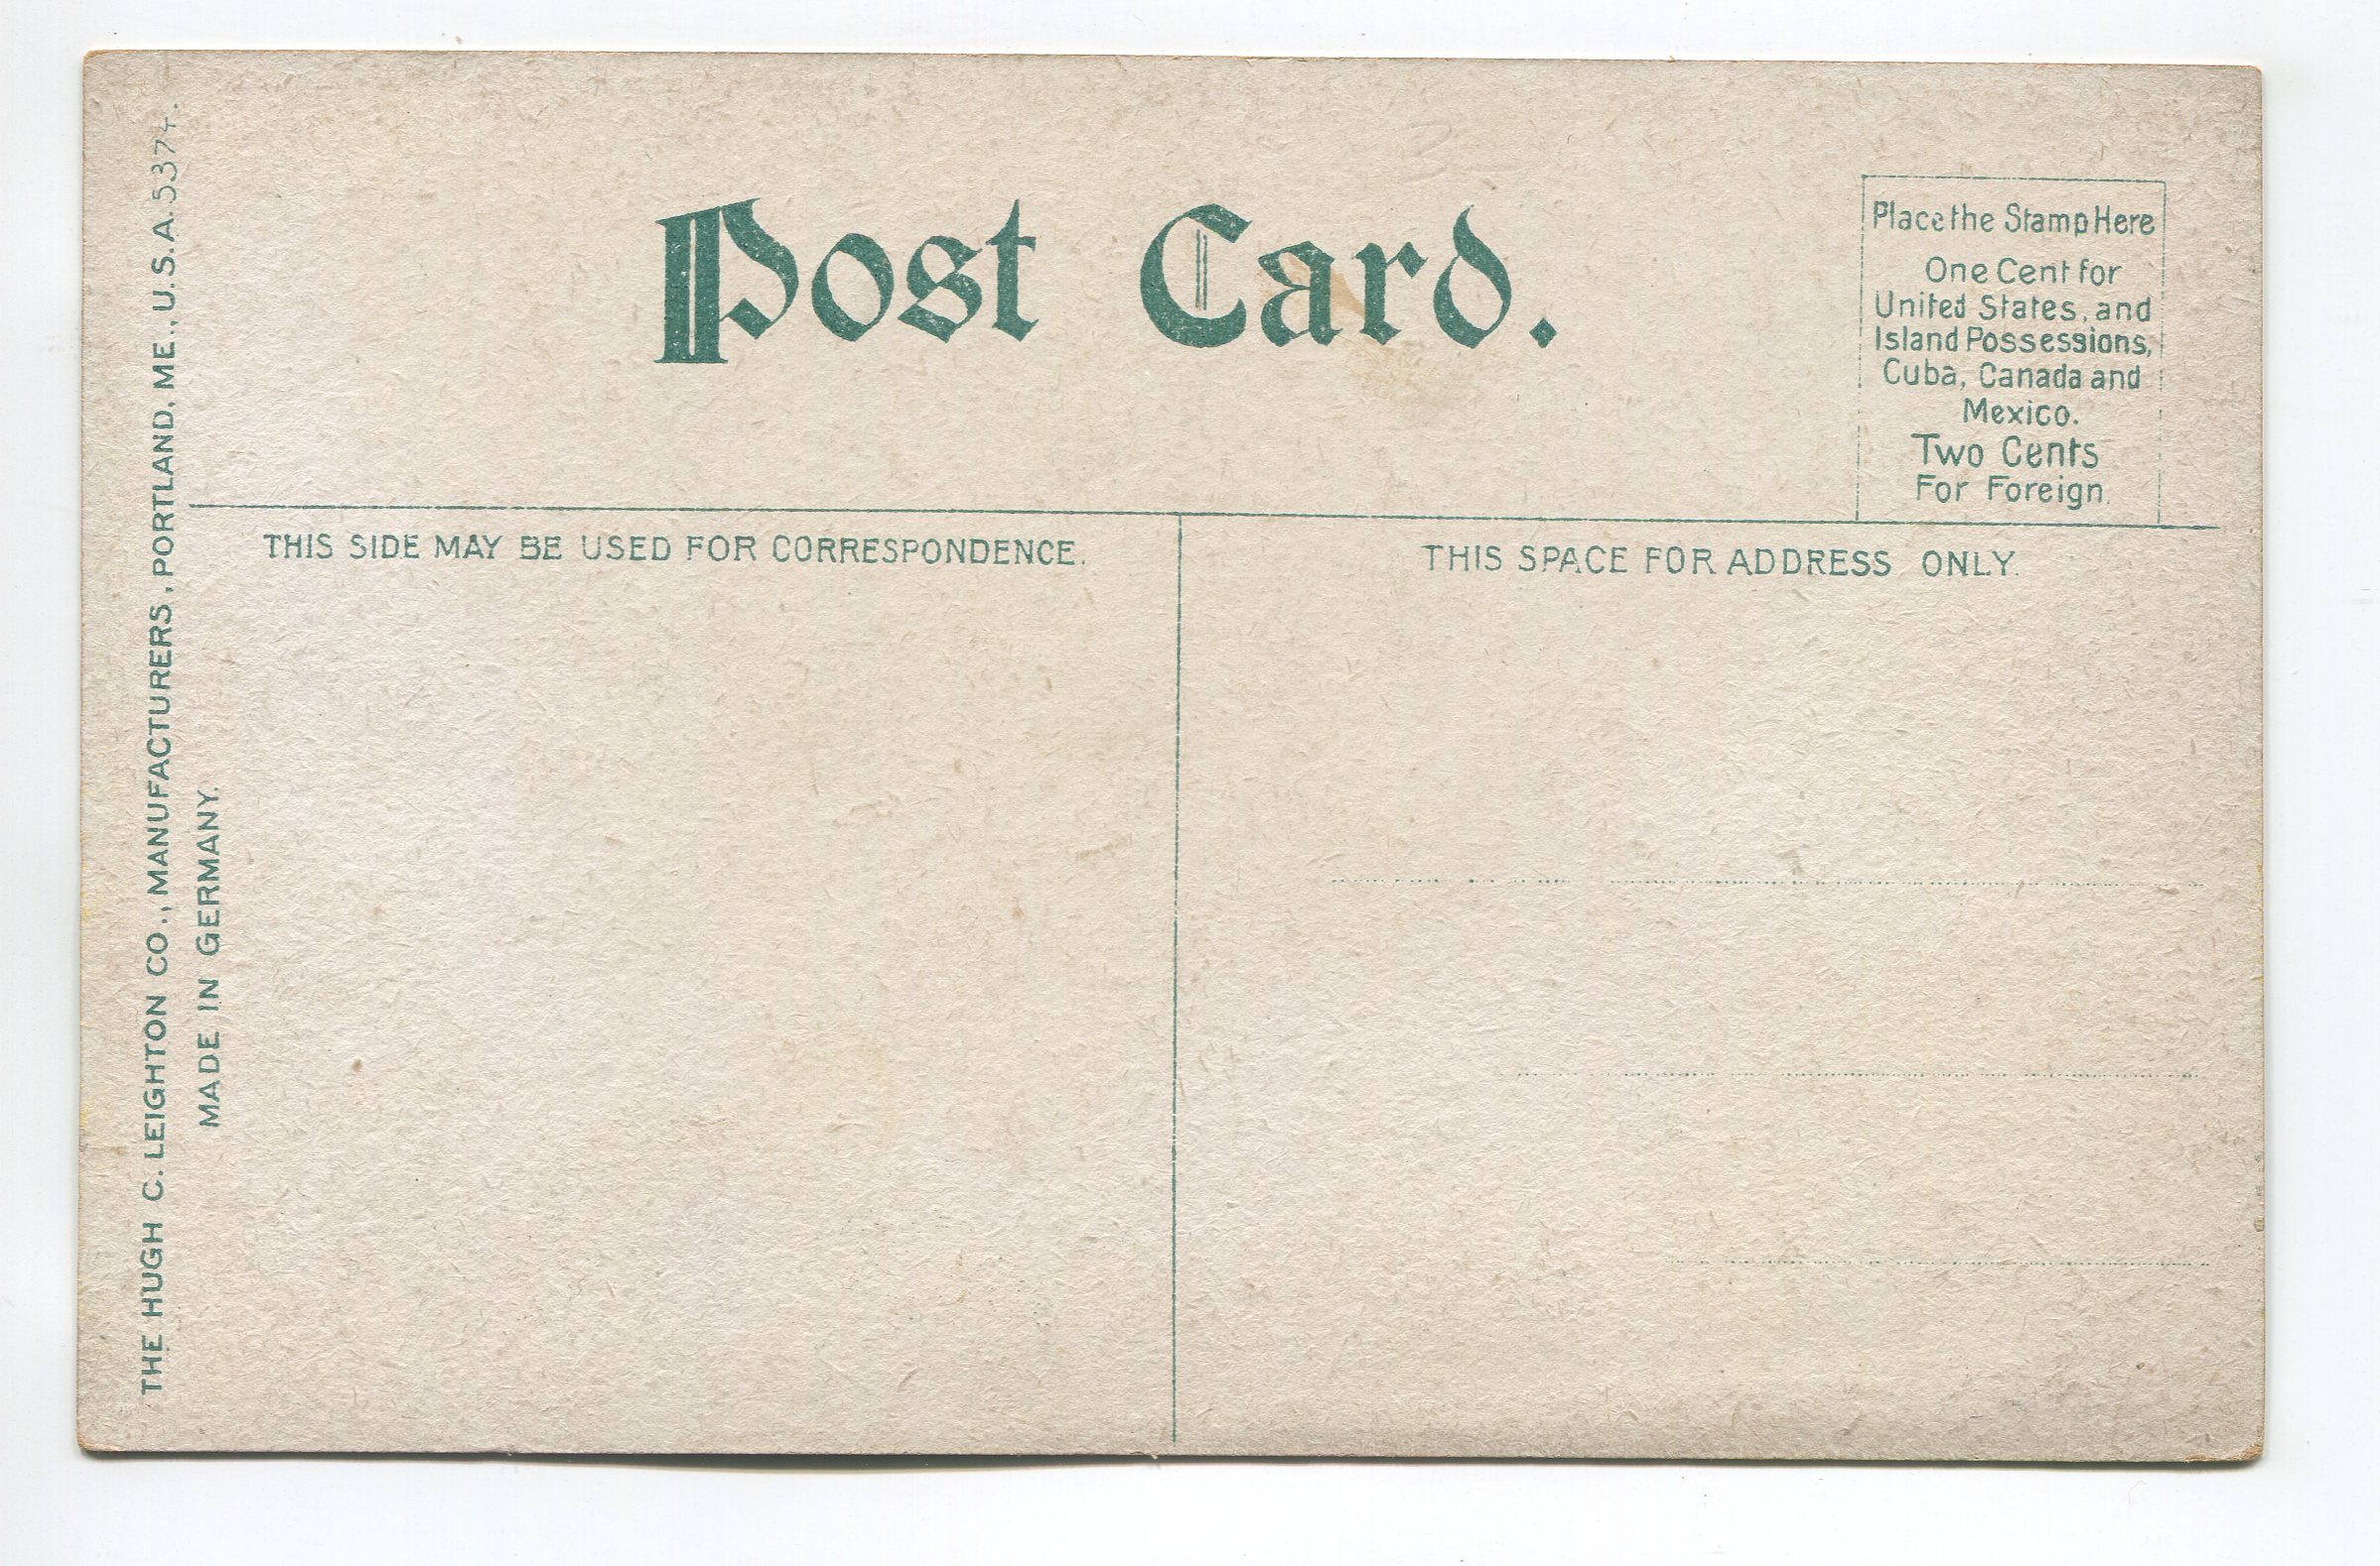 Post Card.
Place the Stamp Here
One Cent for
United States, and
Island Possessions,
Cuba, Canada and
Mexico.
Two Cents
For Foreign.
THIS SIDE MAY BE USED FOR CORRESPONDENCE.
THIS SPACE FOR ADDRESS ONLY.
THE HUGH C. LEIGHTON CO., MANUFACTURERS, PORTLAND, ME., U.S.A. 5374.
MADE IN GERMANY.